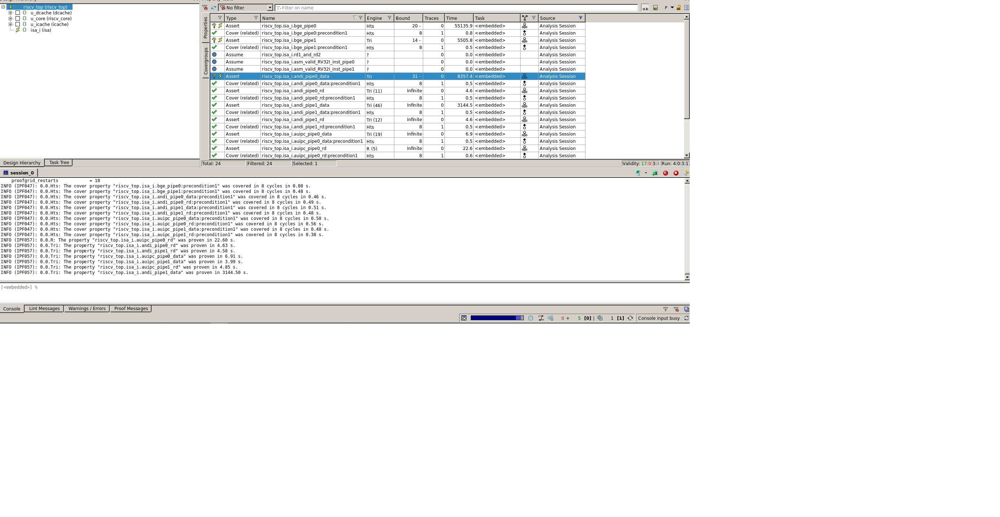 riscv_top (riscv_top)
u_dcache (dcache)
u_core (riscv_core)
u_icache (icache)
isa_i (isa)
Design Hierarchy Task Tree
No filter Filter on name
a.b P
Properties
Covergroups
Type Name Engine Bound Traces Time Task Source
Assert riscv_top.isa_i.bge_pipe0 Hts 20 - 0 55135.9 <embedded> Analysis Session
Cover (related) riscv_top.isa_i.bge_pipe0:precondition1 Hts 8 1 0.8 <embedded> Analysis Session
Assert riscv_top.isa_i.bge_pipe1 Tri 14 - 0 5505.8 <embedded> Analysis Session
Cover (related) riscv_top.isa_i.bge_pipe1:precondition1 Hts 8 1 0.5 <embedded> Analysis Session
Assume riscv_top.isa_i.rd1_and_rd2 ? 0 0.0 <embedded> Analysis Session
Assume riscv_top.isa_i.asm_valid_RV32I_inst_pipe0 ? 0 0.0 <embedded> Analysis Session
Assume riscv_top.isa_i.asm_valid_RV32I_inst_pipe1 ? 0 0.0 <embedded> Analysis Session
Assert riscv_top.isa_i.andi_pipe0_data Tri 31 - 0 8357.4 <embedded> Analysis Session
Cover (related) riscv_top.isa_i.andi_pipe0_data:precondition1 Hts 8 1 0.5 <embedded> Analysis Session
Assert riscv_top.isa_i.andi_pipe0_rd Tri (11) Infinite 0 4.6 <embedded> Analysis Session
Cover (related) riscv_top.isa_i.andi_pipe0_rd:precondition1 Hts 8 1 0.5 <embedded> Analysis Session
Assert riscv_top.isa_i.andi_pipe1_data Tri (46) Infinite 0 3144.5 <embedded> Analysis Session
Cover (related) riscv_top.isa_i.andi_pipe1_data:precondition1 Hts 8 1 0.5 <embedded> Analysis Session
Assert riscv_top.isa_i.andi_pipe1_rd Tri (12) Infinite 0 4.6 <embedded> Analysis Session
Cover (related) riscv_top.isa_i.andi_pipe1_rd:precondition1 Hts 8 1 0.5 <embedded> Analysis Session
Assert riscv_top.isa_i.auipc_pipe0_data Tri (19) Infinite 0 6.9 <embedded> Analysis Session
Cover (related) riscv_top.isa_i.auipc_pipe0_data:precondition1 Hts 8 1 0.5 <embedded> Analysis Session
Assert riscv_top.isa_i.auipc_pipe0_rd R (5) Infinite 0 22.6 <embedded> Analysis Session
Cover (related) riscv_top.isa_i.auipc_pipe0_rd:precondition1 Hts 8 1 0.6 <embedded> Analysis Session
Total: 24 Filtered: 24 Selected: 1 Validity: 17:0:3:4 Run: 4:0:3:17
session_0
proofgrid_restarts = 10
INFO (IPF047): 0.0.Hts: The cover property "riscv_top.isa_i.bge_pipe0:precondition1" was covered in 8 cycles in 0.80 s.
INFO (IPF047): 0.0.Hts: The cover property "riscv_top.isa_i.bge_pipe1:precondition1" was covered in 8 cycles in 0.48 s.
INFO (IPF047): 0.0.Hts: The cover property "riscv_top.isa_i.andi_pipe0_data:precondition1" was covered in 8 cycles in 0.46 s.
INFO (IPF047): 0.0.Hts: The cover property "riscv_top.isa_i.andi_pipe0_rd:precondition1" was covered in 8 cycles in 0.49 s.
INFO (IPF047): 0.0.Hts: The cover property "riscv_top.isa_i.andi_pipe1_data:precondition1" was covered in 8 cycles in 0.51 s.
INFO (IPF047): 0.0.Hts: The cover property "riscv_top.isa_i.andi_pipe1_rd:precondition1" was covered in 8 cycles in 0.48 s.
INFO (IPF047): 0.0.Hts: The cover property "riscv_top.isa_i.auipc_pipe0_data:precondition1" was covered in 8 cycles in 0.50 s.
INFO (IPF047): 0.0.Hts: The cover property "riscv_top.isa_i.auipc_pipe0_rd:precondition1" was covered in 8 cycles in 0.56 s.
INFO (IPF047): 0.0.Hts: The cover property "riscv_top.isa_i.auipc_pipe1_data:precondition1" was covered in 8 cycles in 0.48 s.
INFO (IPF047): 0.0.Hts: The cover property "riscv_top.isa_i.auipc_pipe1_rd:precondition1" was covered in 8 cycles in 0.38 s.
INFO (IPF057): 0.0.R: The property "riscv_top.isa_i.auipc_pipe0_rd" was proven in 22.60 s.
INFO (IPF057): 0.0.Tri: The property "riscv_top.isa_i.andi_pipe0_rd" was proven in 4.63 s.
INFO (IPF057): 0.0.Tri: The property "riscv_top.isa_i.andi_pipe1_rd" was proven in 4.58 s.
INFO (IPF057): 0.0.Tri: The property "riscv_top.isa_i.auipc_pipe0_data" was proven in 6.91 s.
INFO (IPF057): 0.0.Tri: The property "riscv_top.isa_i.auipc_pipe1_data" was proven in 3.99 s.
INFO (IPF057): 0.0.Tri: The property "riscv_top.isa_i.auipc_pipe1_rd" was proven in 4.85 s.
INFO (IPF057): 0.0.Tri: The property "riscv_top.isa_i.andi_pipe1_data" was proven in 3144.50 s.
[<embedded>] %
Console Lint Messages Warnings / Errors Proof Messages
0 + 5 [0] | 1 [1] Console input busy